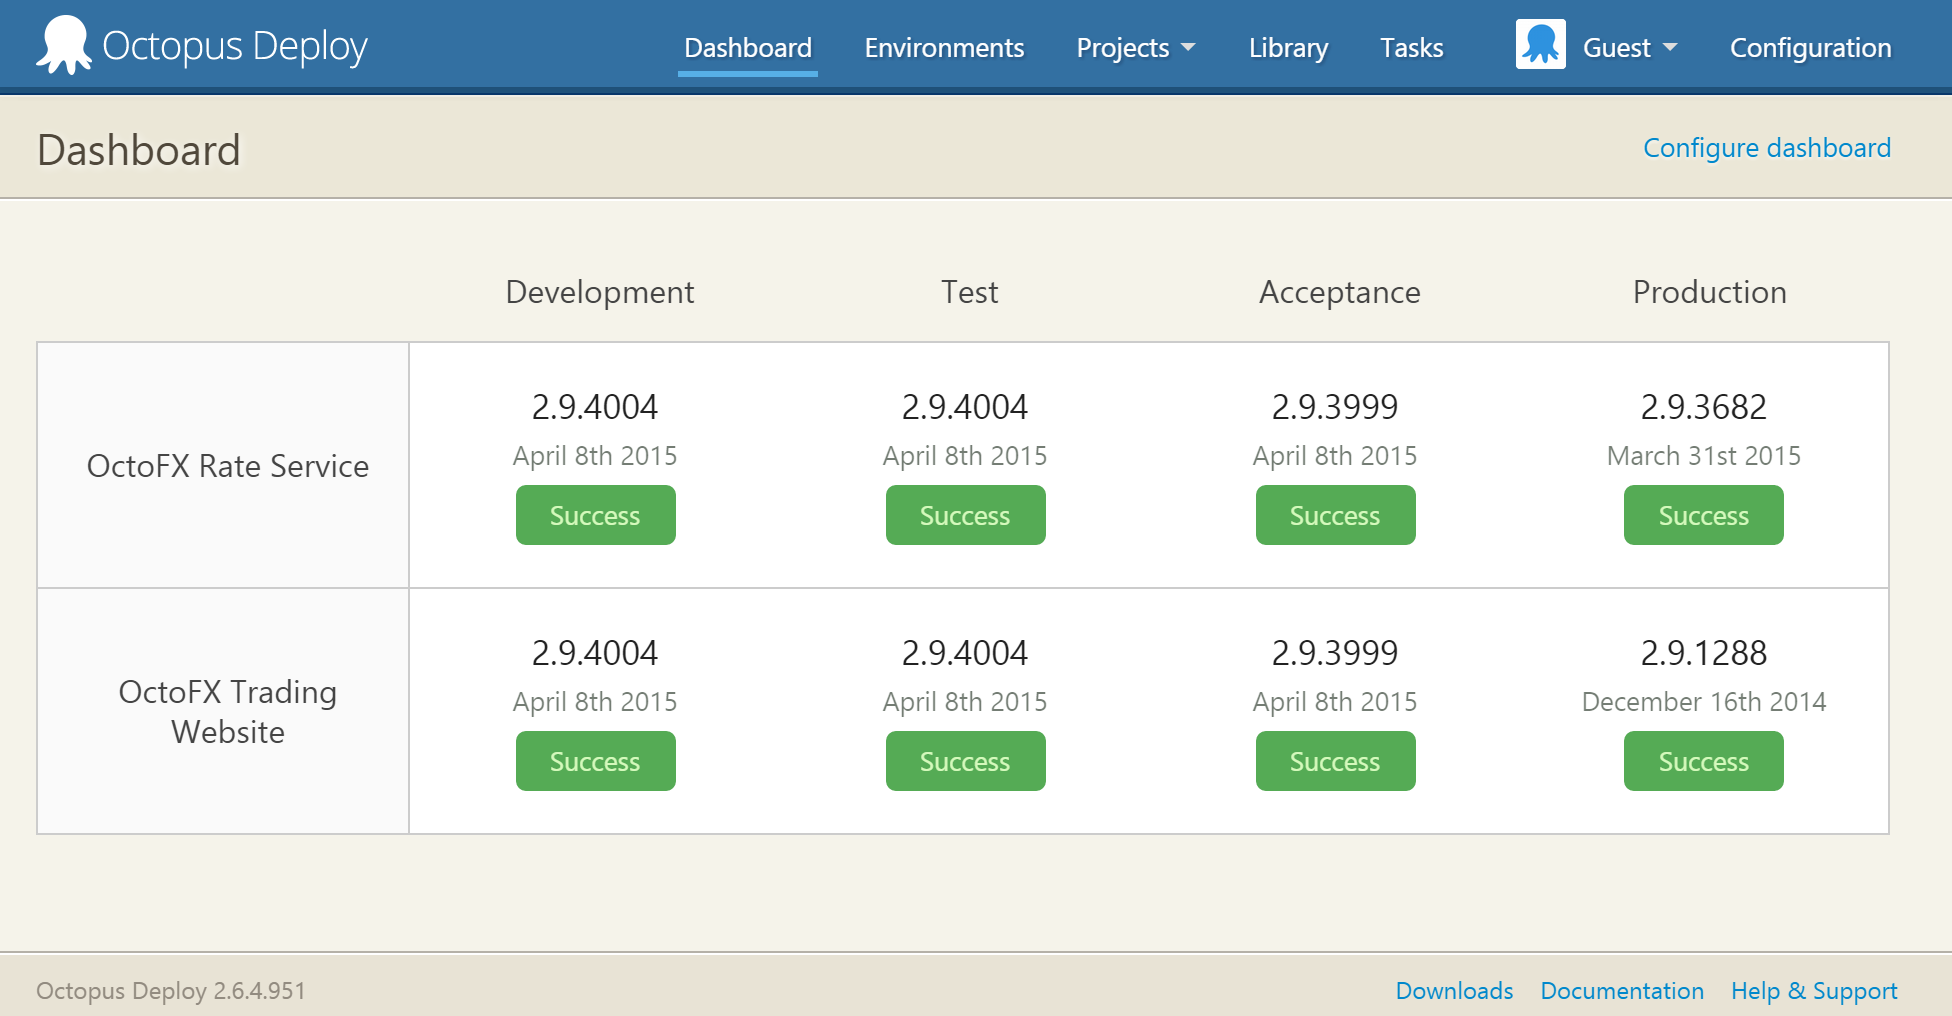 Octopus Deploy Dashboard Environments Projects Library Tasks Guest Configuration
Dashboard Configure dashboard
Development Test Acceptance Production
2.9.4004 2.9.4004 2.9.3999 2.9.3682
April 8th 2015 April 8th 2015 April 8th 2015 March 31st 2015
OctoFX Rate Service
Success Success Success Success
2.9.4004 2.9.4004 2.9.3999 2.9.1288
OctoFX Trading April 8th 2015 April 8th 2015 April 8th 2015 December 16th 2014
Website
Success Success Success Success
Octopus Deploy 2.6.4.951 Downloads Documentation Help & Support